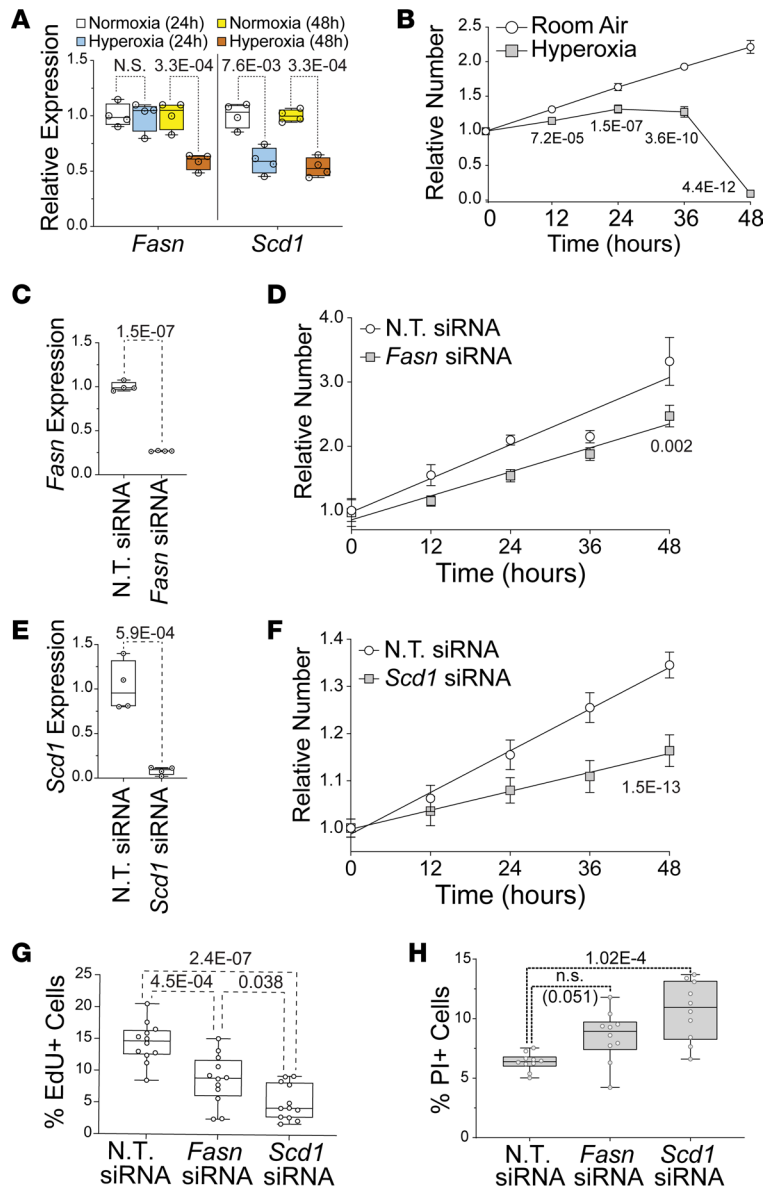 A
Normoxia (24h) Normoxia (48h)
Hyperoxia (24h) Hyperoxia (48h)
Relative Expression
1.5
1.0
0.5
0.0
N.S. 3.3E-04 7.6E-03 3.3E-04
Fasn Scd1
B
Relative Number
2.5
2.0
1.5
1.0
0.5
0.0
Room Air
Hyperoxia
7.2E-05
1.5E-07
3.6E-10
4.4E-12
0 12 24 36 48
Time (hours)
C
Fasn Expression
1.5
1.0
0.5
0.0
1.5E-07
N.T. siRNA
Fasn siRNA
D
Relative Number
4.0
3.0
2.0
1.0
N.T. siRNA
Fasn siRNA
0.002
0 12 24 36 48
Time (hours)
E
Scd1 Expression
1.5
1.0
0.5
0.0
5.9E-04
N.T. siRNA
Scd1 siRNA
F
Relative Number
1.4
1.3
1.2
1.1
1.0
N.T. siRNA
Scd1 siRNA
1.5E-13
0 12 24 36 48
Time (hours)
G
% EdU+ Cells
25
20
15
10
5
0
2.4E-07
4.5E-04 0.038
N.T. Fasn Scd1
siRNA siRNA siRNA
H
% PI+ Cells
15
10
5
0
1.02E-4
n.s.
(0.051)
N.T. Fasn Scd1
siRNA siRNA siRNA